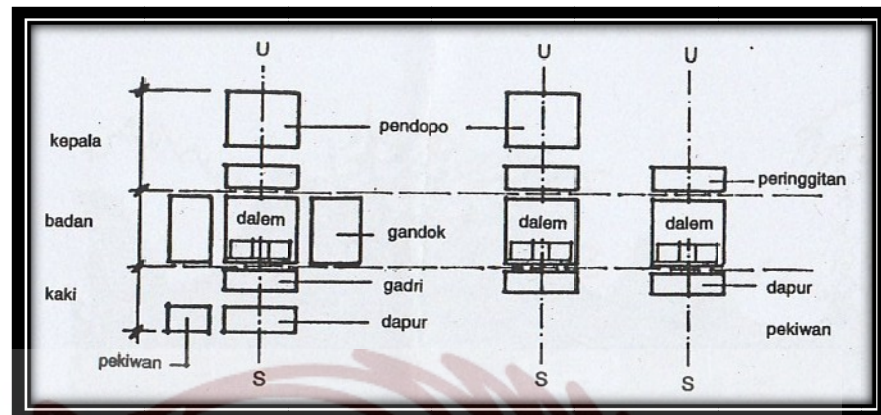 U
U
U
kepala
pendopo
peringgitan
badan
dalem
dalem
dalem
gandok
kaki
gadri
dapur
dapur
pekiwan
pekiwan
S
S
S